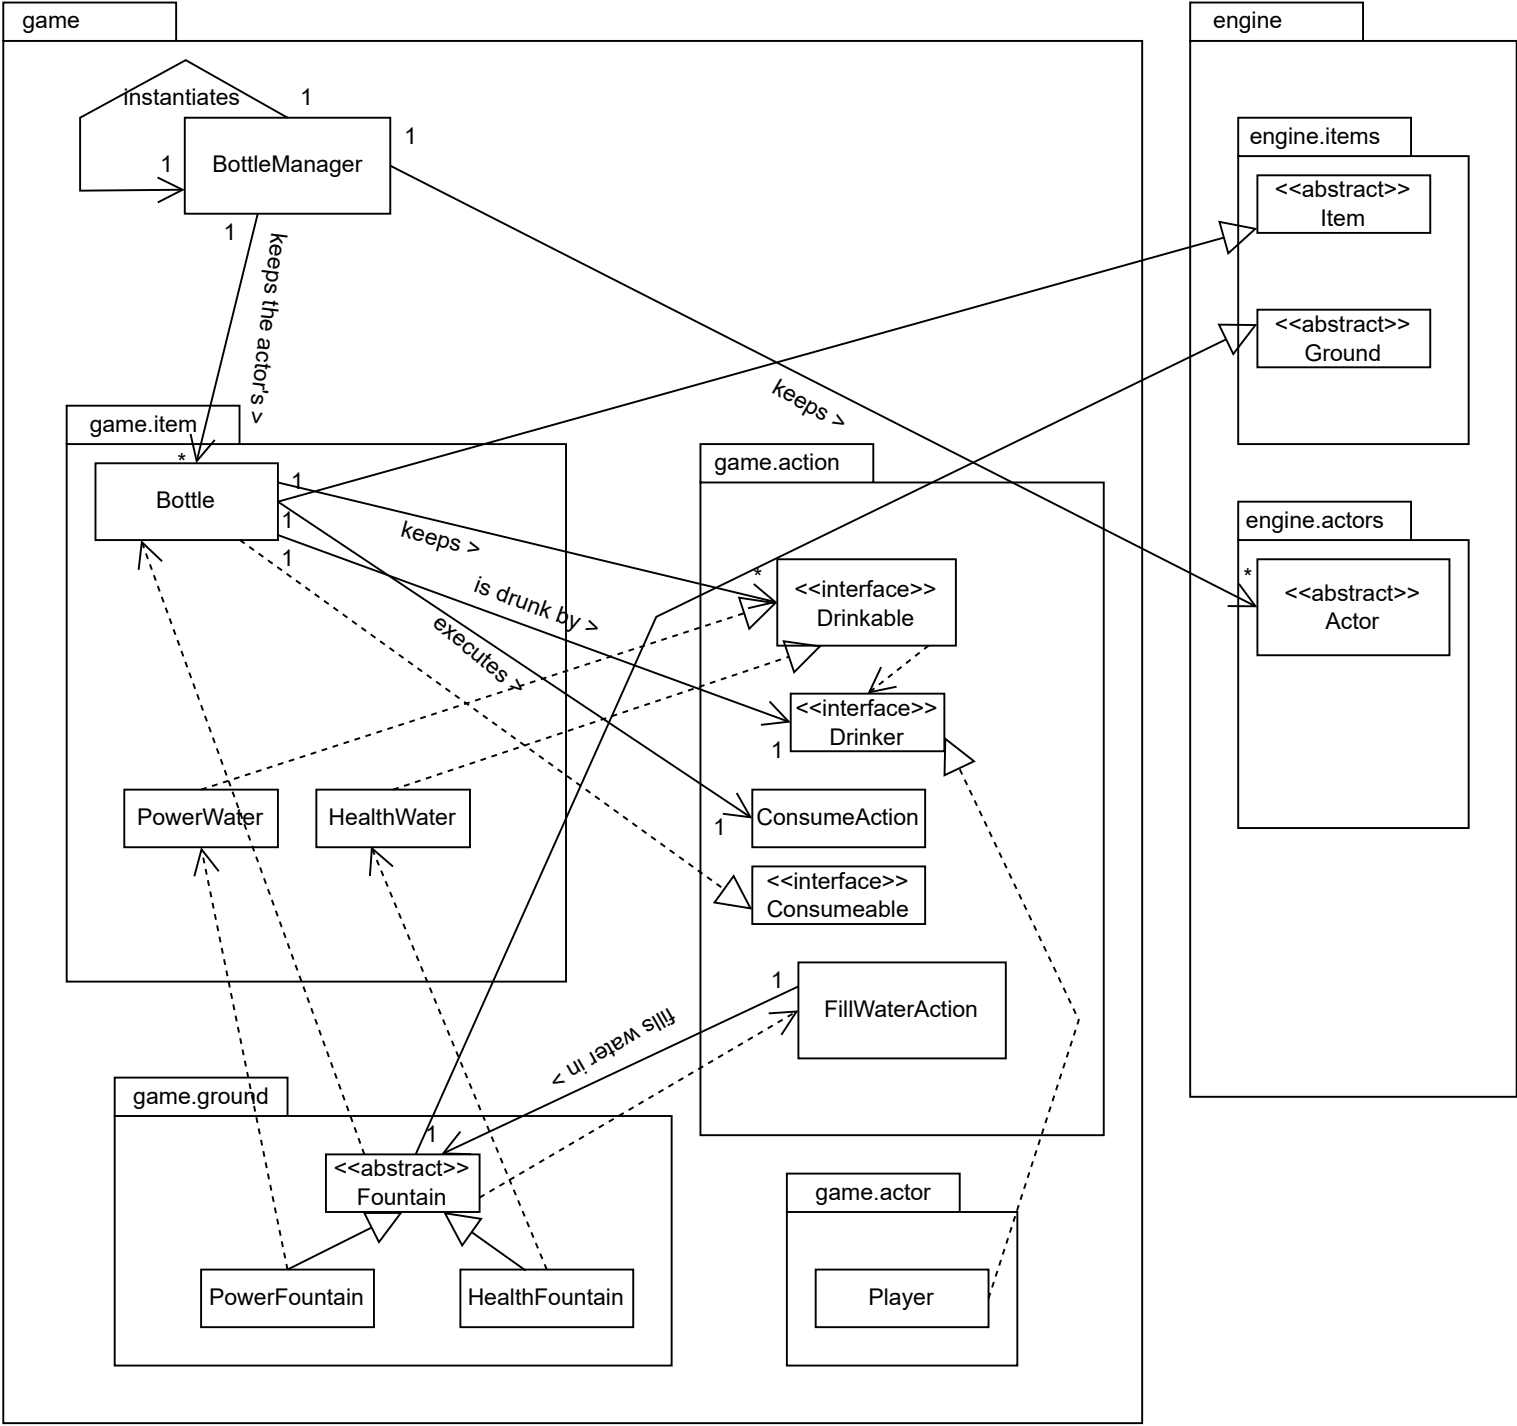 game
engine
instantiates
1
1
1
BottleManager
1
keeps the actor's >
engine.items
<<abstract>>
Item
<<abstract>>
Ground
keeps >
game.item
*
Bottle
1
1
1
keeps >
is drunk by >
executes >
game.action
*
<<interface>>
Drinkable
<<interface>>
Drinker
1
engine.actors
*
<<abstract>>
Actor
PowerWater
HealthWater
1
ConsumeAction
<<interface>>
Consumeable
1
FillWaterAction
fills water in >
game.ground
1
<<abstract>>
Fountain
PowerFountain
HealthFountain
game.actor
Player